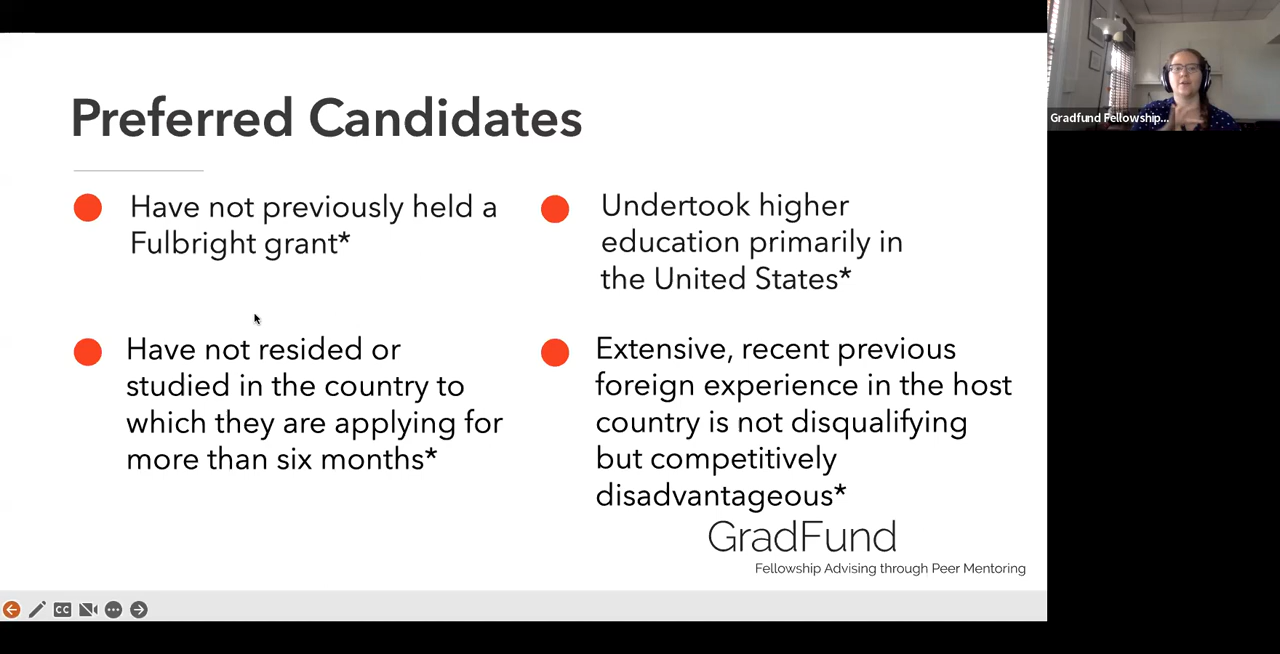 Preferred Candidates
Have not previously held a
Fulbright grant*
Undertook higher
education primarily in
the United States*
Have not resided or
studied in the country to
which they are applying for
more than six months*
Extensive, recent previous
foreign experience in the host
country is not disqualifying
but competitively
disadvantageous*
GradFund
Fellowship Advising through Peer Mentoring
Gradfund Fellowship...
CC